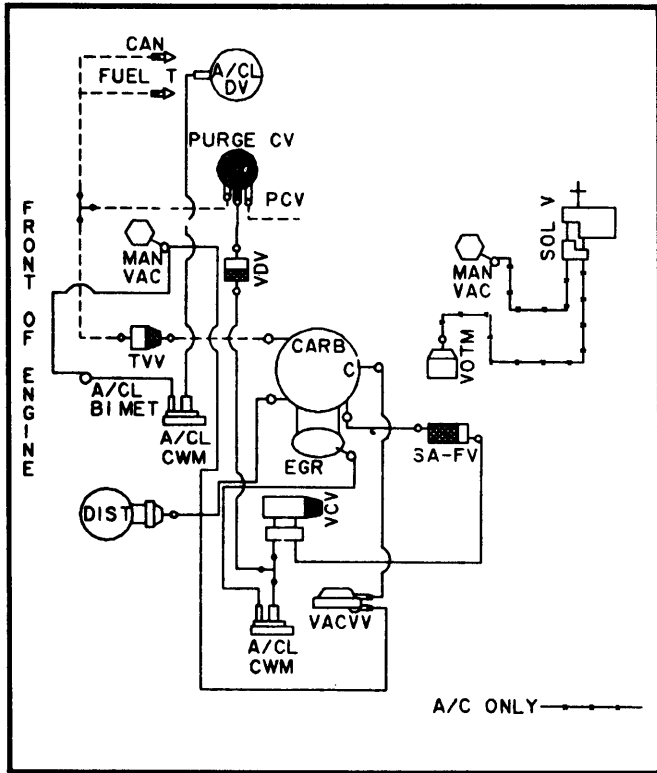 CAN
FUEL T
A/CL
DV
PURGE CV
PCV
FRONT OF ENGINE
MAN
VAC
VDV
SOL V
MAN
VAC
VOTM
TVV
CARB
C
A/CL
BIMET
A/CL
CWM
EGR
SA-FV
DIST
VCV
VACVV
A/CL
CWM
A/C ONLY